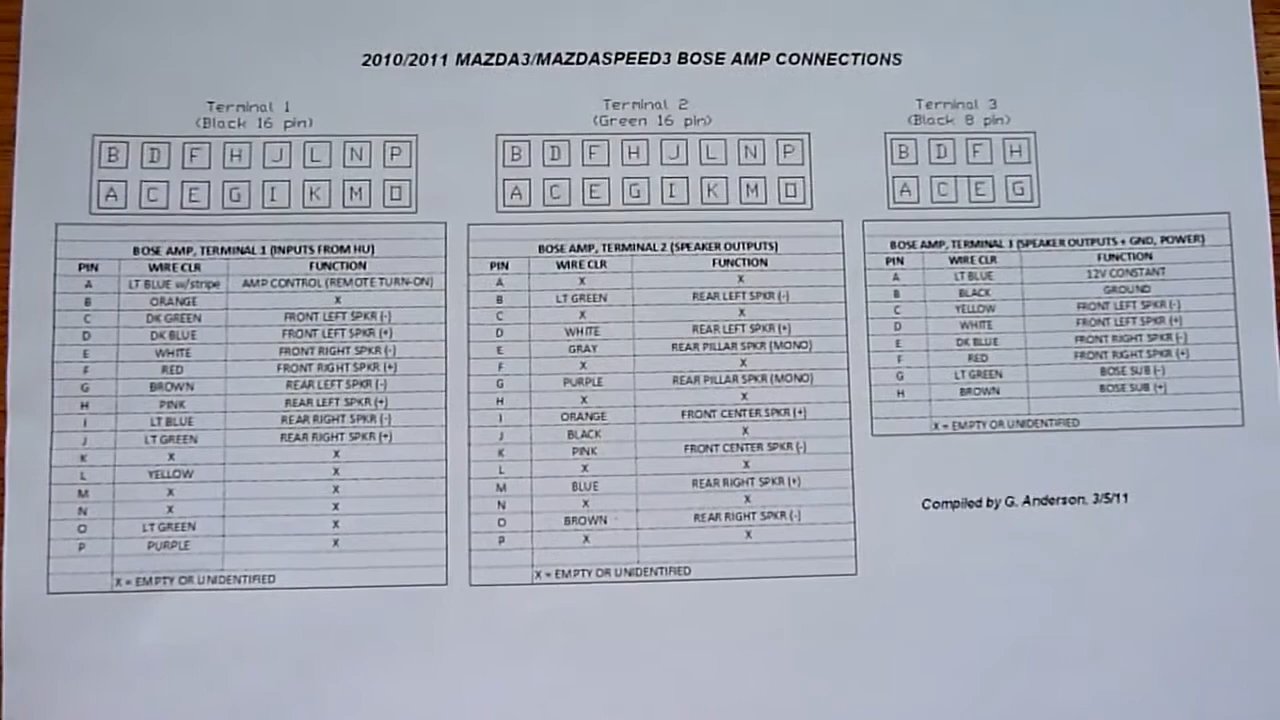 2010/2011 MAZDA3/MAZDASPEED3 BOSE AMP CONNECTIONS
Terminal 1
(Black 16 pin)
B D F H J L N P
A C E G I K M O
BOSE AMP, TERMINAL 1 (INPUTS FROM HU)
PIN WIRE CLR FUNCTION
A LT BLUE w/stripe AMP CONTROL (REMOTE TURN-ON)
B ORANGE X
C DK GREEN FRONT LEFT SPKR (-)
D DK BLUE FRONT LEFT SPKR (+)
E WHITE FRONT RIGHT SPKR (-)
F RED FRONT RIGHT SPKR (+)
G BROWN REAR LEFT SPKR (-)
H PINK REAR LEFT SPKR (+)
I LT BLUE REAR RIGHT SPKR (-)
J LT GREEN REAR RIGHT SPKR (+)
K X X
L YELLOW X
M X X
N X X
O LT GREEN X
P PURPLE X
X = EMPTY OR UNIDENTIFIED
Terminal 2
(Green 16 pin)
B D F H J L N P
A C E G I K M O
BOSE AMP, TERMINAL 2 (SPEAKER OUTPUTS)
PIN WIRE CLR FUNCTION
A X X
B LT GREEN REAR LEFT SPKR (-)
C X X
D WHITE REAR LEFT SPKR (+)
E GRAY REAR PILLAR SPKR (MONO)
F X X
G PURPLE REAR PILLAR SPKR (MONO)
H X X
I ORANGE FRONT CENTER SPKR (+)
J BLACK X
K PINK FRONT CENTER SPKR (-)
L X X
M BLUE REAR RIGHT SPKR (+)
N X X
O BROWN REAR RIGHT SPKR (-)
P X X
X = EMPTY OR UNIDENTIFIED
Terminal 3
(Black 8 pin)
B D F H
A C E G
BOSE AMP, TERMINAL 3 (SPEAKER OUTPUTS + GND, POWER)
PIN WIRE CLR FUNCTION
A LT BLUE 12V CONSTANT
B BLACK GROUND
C YELLOW FRONT LEFT SPKR (-)
D WHITE FRONT LEFT SPKR (+)
E DK BLUE FRONT RIGHT SPKR (-)
F RED FRONT RIGHT SPKR (+)
G LT GREEN BOSE SUB (-)
H BROWN BOSE SUB (+)
X = EMPTY OR UNIDENTIFIED
Compiled by G. Anderson, 3/5/11